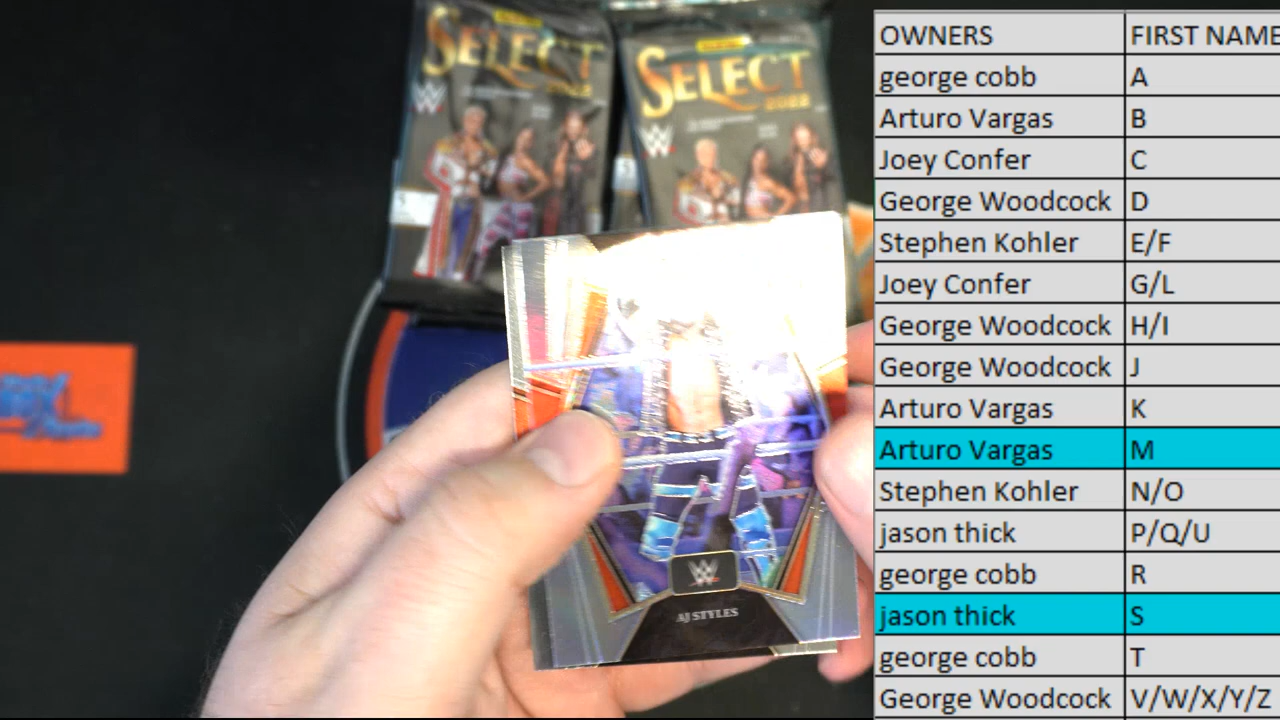 SELECT
2022
W
SELECT
2022
W
W
AJ STYLES
OWNERS FIRST NAME
george cobb A
Arturo Vargas B
Joey Confer C
George Woodcock D
Stephen Kohler E/F
Joey Confer G/L
George Woodcock H/I
George Woodcock J
Arturo Vargas K
Arturo Vargas M
Stephen Kohler N/O
jason thick P/Q/U
george cobb R
jason thick S
george cobb T
George Woodcock V/W/X/Y/Z